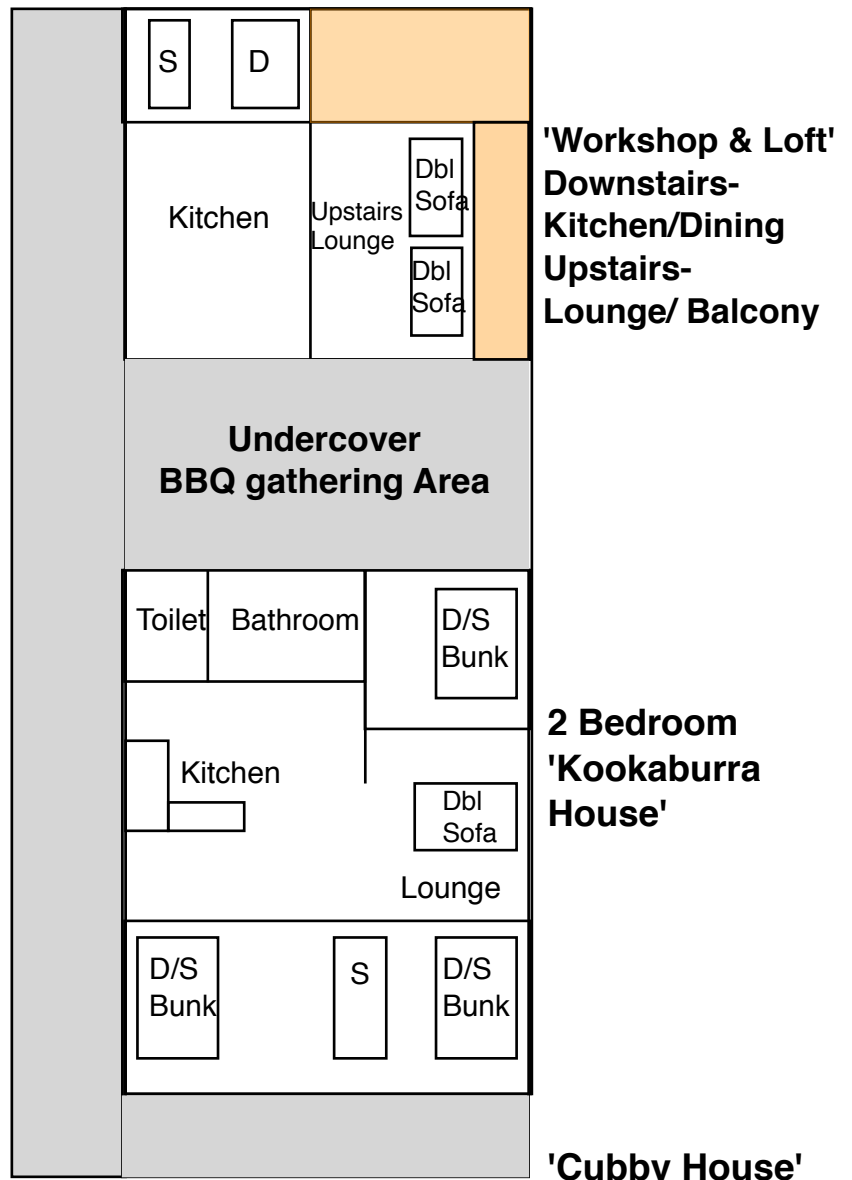 S
D
'Workshop & Loft'
Downstairs-
Kitchen/Dining
Upstairs-
Lounge/ Balcony
Kitchen
Upstairs
Lounge
Dbl
Sofa
Dbl
Sofa
Undercover
BBQ gathering Area
Toilet
Bathroom
D/S
Bunk
2 Bedroom
'Kookaburra
House'
Kitchen
Dbl
Sofa
Lounge
D/S
Bunk
S
D/S
Bunk
'Cubby House'